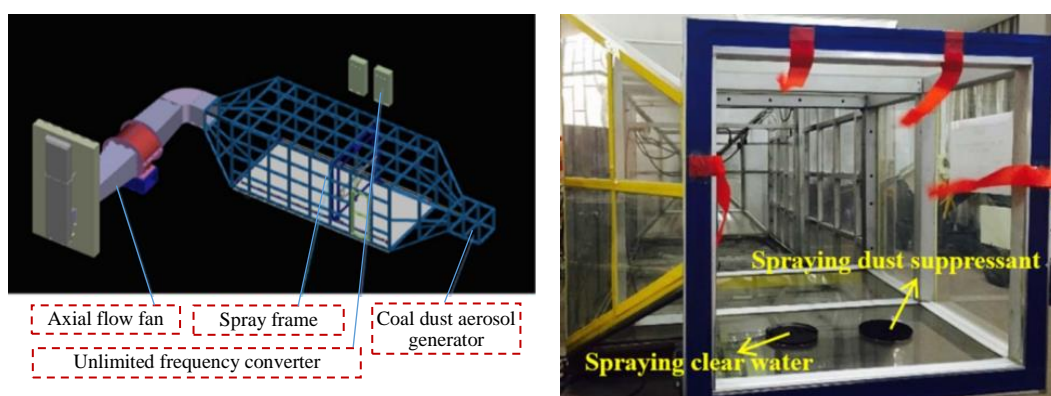 Axial flow fan
Spray frame
Coal dust aerosol
generator
Unlimited frequency converter
Spraying dust suppressant
Spraying clear water